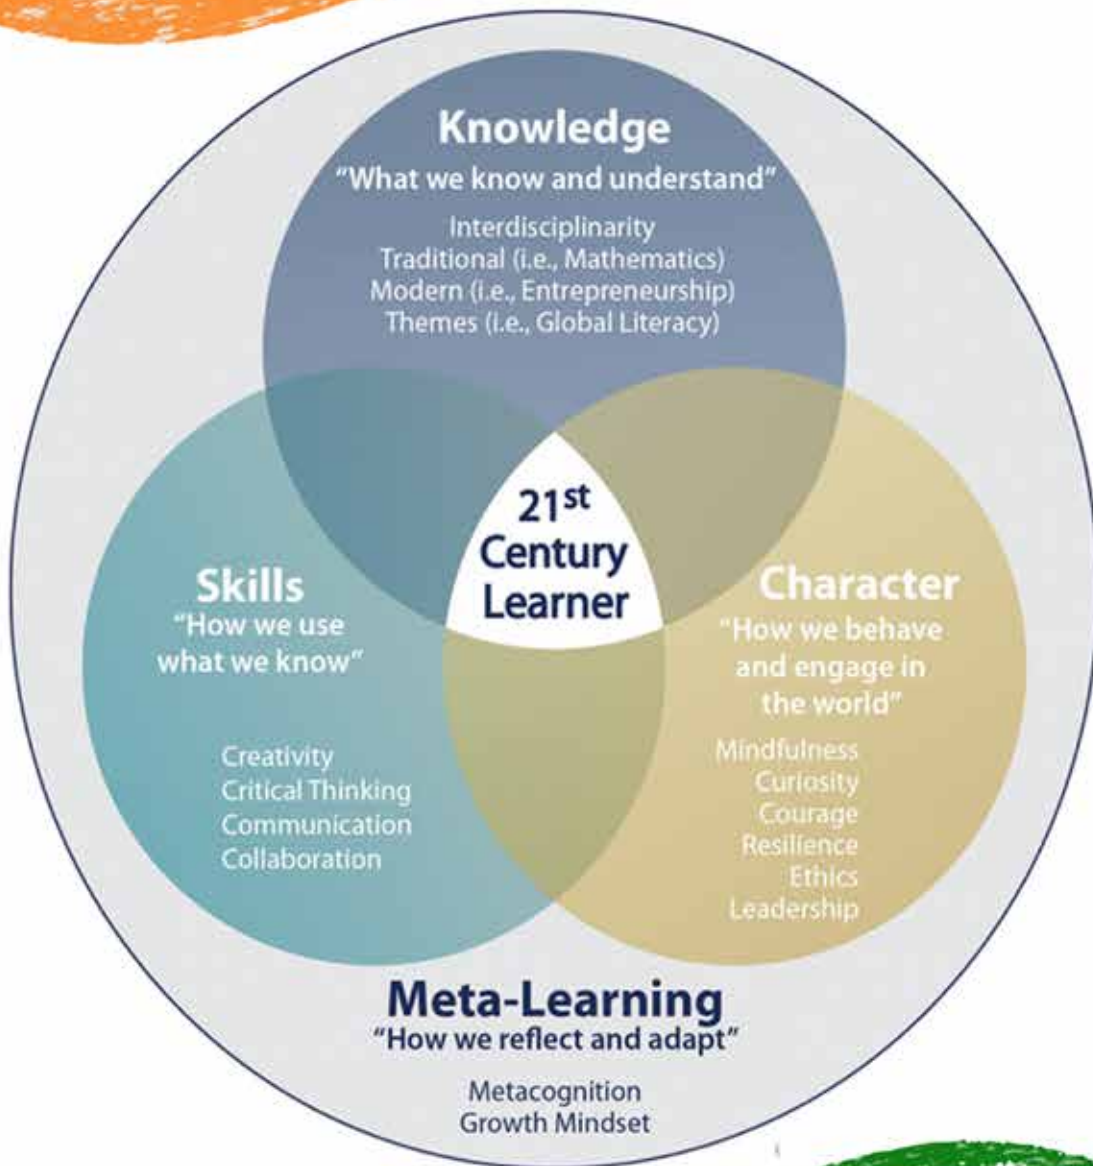 Knowledge
“What we know and understand”
Interdisciplinarity
Traditional (i.e., Mathematics)
Modern (i.e., Entrepreneurship)
Themes (i.e., Global Literacy)
21st
Century
Learner
Skills
“How we use
what we know”
Creativity
Critical Thinking
Communication
Collaboration
Character
“How we behave
and engage in
the world”
Mindfulness
Curiosity
Courage
Resilience
Ethics
Leadership
Meta-Learning
“How we reflect and adapt”
Metacognition
Growth Mindset